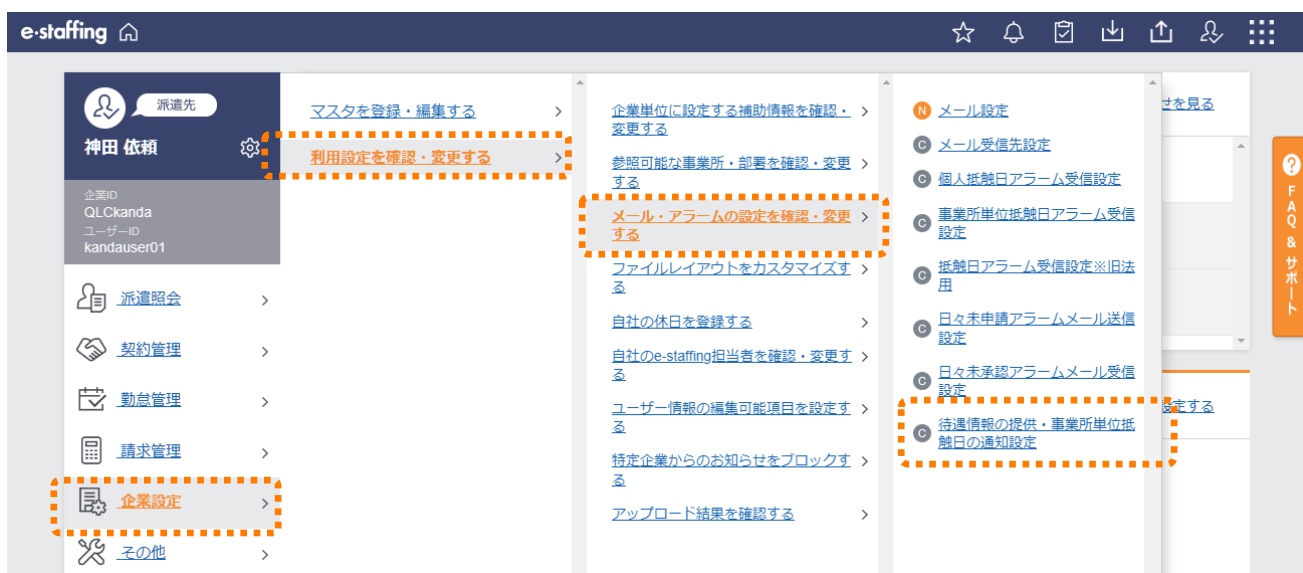 e-staffing
派遣先
神田 依頼
企業ID
QLCkanda
ユーザーID
kandauser01
派遣照会
契約管理
勤怠管理
請求管理
企業設定
その他
マスタを登録・編集する
利用設定を確認・変更する
企業単位に設定する補助情報を確認・
変更する
参照可能な事業所・部署を確認・変更
する
メール・アラームの設定を確認・変更
する
ファイルレイアウトをカスタマイズす
る
自社の休日を登録する
自社のe-staffing担当者を確認・変更す
る
ユーザー情報の編集可能項目を設定す
る
特定企業からのお知らせをブロックす
る
アップロード結果を確認する
N メール設定
C メール受信先設定
C 個人抵触日アラーム受信設定
C 事業所単位抵触日アラーム受信
設定
C 抵触日アラーム受信設定※旧法
用
C 日々未申請アラームメール送信
設定
C 日々未承認アラームメール受信
設定
C 待遇情報の提供・事業所単位抵
触日の通知設定
せを見る
設定する
? FAQ & サポート